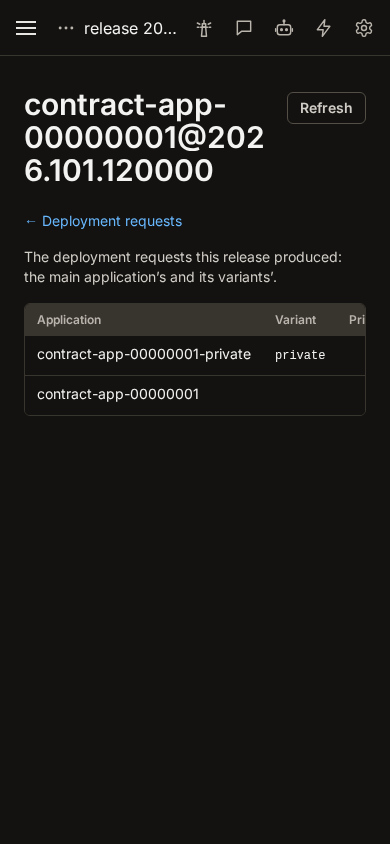 release 20...
contract-app-
00000001@202
6.101.120000
Refresh
← Deployment requests
The deployment requests this release produced:
the main application’s and its variants’.
Application Variant Pri
contract-app-00000001-private private
contract-app-00000001